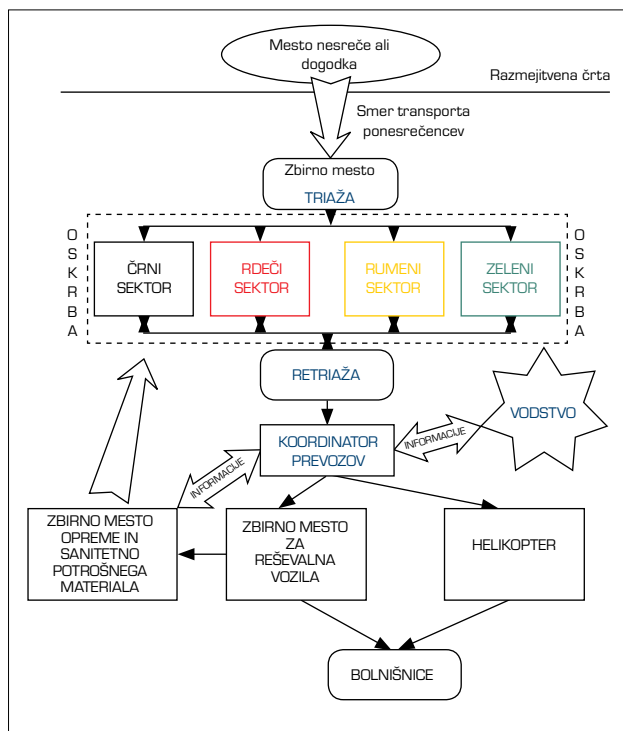 Mesto nesreče ali
dogodka
Razmejitvena črta
Smer transporta
ponesrečencev
Zbirno mesto
TRIAŽA
OSKRBA
ČRNI
SEKTOR
RDEČI
SEKTOR
RUMENI
SEKTOR
ZELENI
SEKTOR
OSKRBA
RETRIAŽA
VODSTVO
INFORMACIJE
KOORDINATOR
PREVOZOV
INFORMACIJE
ZBIRNO MESTO
OPREME IN
SANITETNO
POTROŠNEGA
MATERIALA
ZBIRNO MESTO
ZA
REŠEVALNA
VOZILA
HELIKOPTER
BOLNIŠNICE